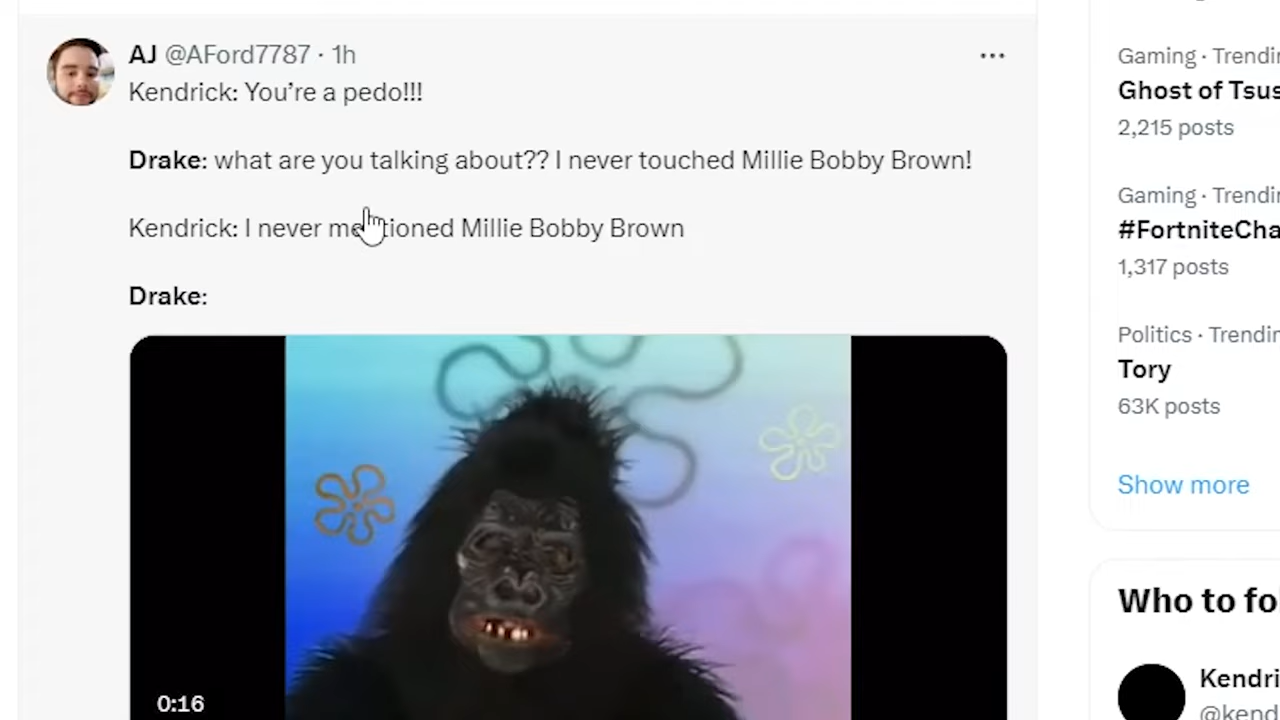 AJ @AFord7787 · 1h
Kendrick: You're a pedo!!!
Drake: what are you talking about?? I never touched Millie Bobby Brown!
Kendrick: I never mentioned Millie Bobby Brown
Drake:
0:16
Gaming · Trendin
Ghost of Tsus
2,215 posts
Gaming · Trendin
#FortniteCha
1,317 posts
Politics · Trendin
Tory
63K posts
Show more
Who to fol
Kendri
@kend